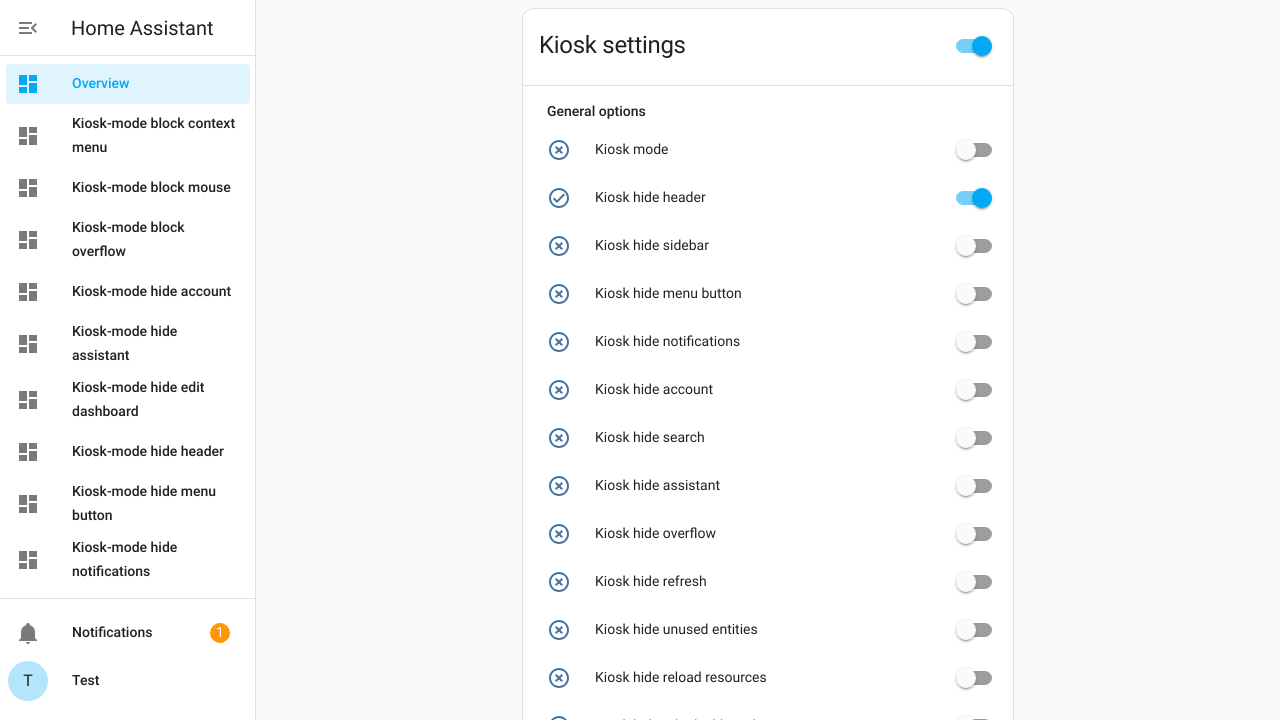 Home Assistant
Overview
Kiosk-mode block context
menu
Kiosk-mode block mouse
Kiosk-mode block
overflow
Kiosk-mode hide account
Kiosk-mode hide
assistant
Kiosk-mode hide edit
dashboard
Kiosk-mode hide header
Kiosk-mode hide menu
button
Kiosk-mode hide
notifications
Notifications
1
T
Test
Kiosk settings
General options
Kiosk mode
Kiosk hide header
Kiosk hide sidebar
Kiosk hide menu button
Kiosk hide notifications
Kiosk hide account
Kiosk hide search
Kiosk hide assistant
Kiosk hide overflow
Kiosk hide refresh
Kiosk hide unused entities
Kiosk hide reload resources